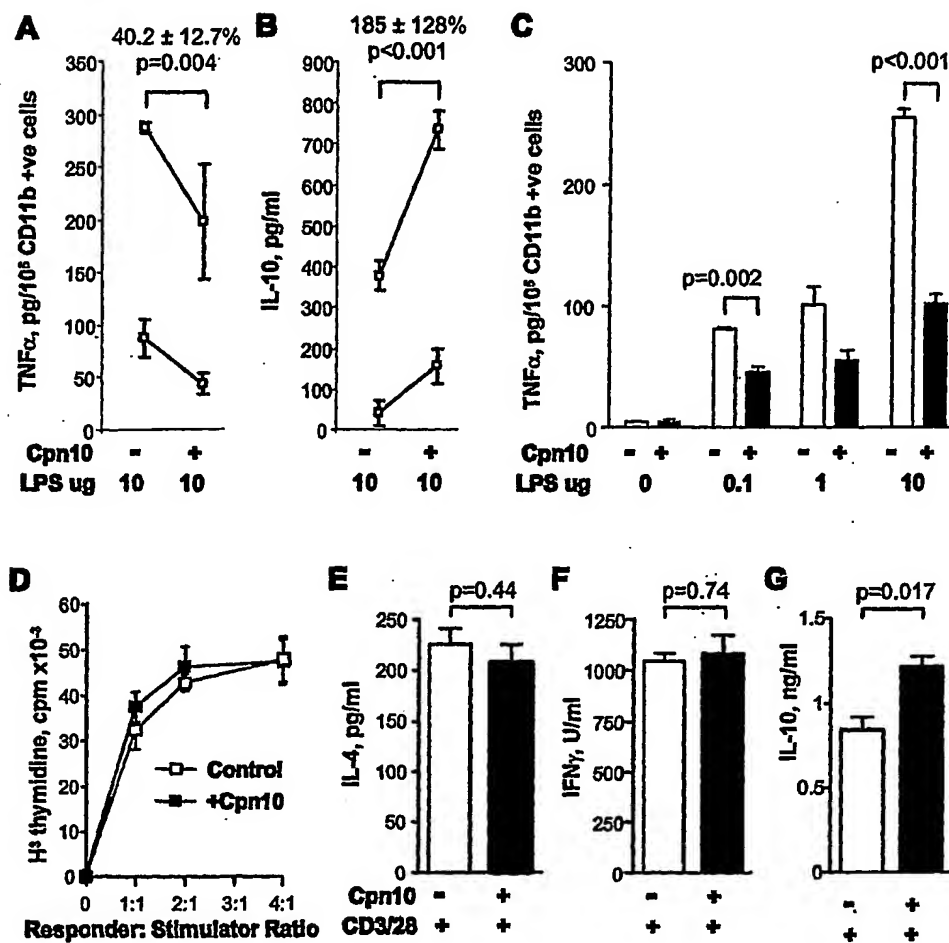 A
40.2 ± 12.7%
p=0.004
TNFα, pg/10⁵ CD11b +ve cells
350
300
250
200
150
100
50
0
Cpn10 - +
LPS ug 10 10
B
185 ± 128%
p<0.001
IL-10, pg/ml
900
800
700
600
500
400
300
200
100
0
- +
10 10
C
p<0.001
p=0.002
TNFα, pg/10⁵ CD11b +ve cells
300
200
100
0
Cpn10 - + - + - + - +
LPS ug 0 0.1 1 10
D
H³ thymidine, cpm x10⁻³
60
50
40
30
20
10
0
Control
+Cpn10
0 1:1 2:1 3:1 4:1
Responder: Stimulator Ratio
E
p=0.44
IL-4, pg/ml
250
200
150
100
50
0
Cpn10 - +
CD3/28 + +
F
p=0.74
IFNγ, U/ml
1250
1000
750
500
250
0
- +
+ +
G
p=0.017
IL-10, ng/ml
1.5
1
0.5
0
- +
+ +